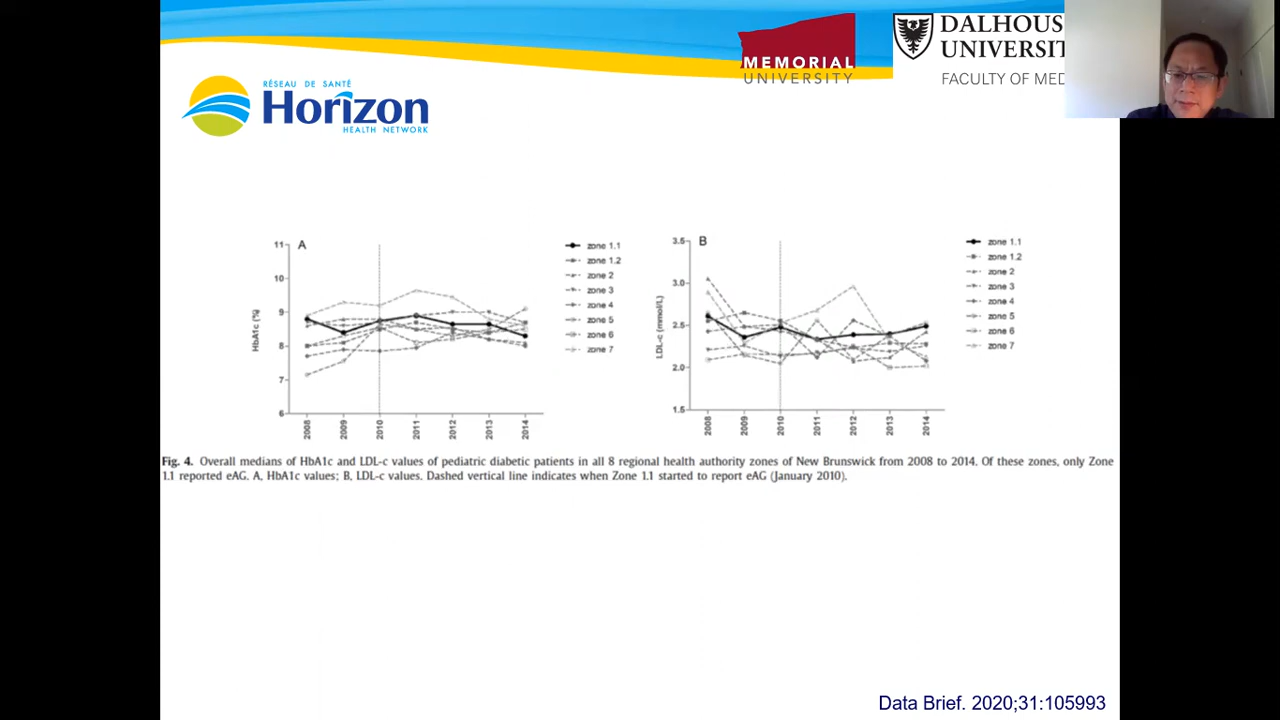 MEMORIAL
UNIVERSITY
DALHOUS
UNIVERSIT
FACULTY OF MED
RÉSEAU DE SANTÉ
Horizon
HEALTH NETWORK
A
11
10
9
8
7
6
HbA1c (%)
2008
2009
2010
2011
2012
2013
2014
zone 1.1
zone 1.2
zone 2
zone 3
zone 4
zone 5
zone 6
zone 7
B
3.5
3.0
2.5
2.0
1.5
LDL-c (mmol/L)
2008
2009
2010
2011
2012
2013
2014
zone 1.1
zone 1.2
zone 2
zone 3
zone 4
zone 5
zone 6
zone 7
Fig. 4. Overall medians of HbA1c and LDL-c values of pediatric diabetic patients in all 8 regional health authority zones of New Brunswick from 2008 to 2014. Of these zones, only Zone
1.1 reported eAG. A, HbA1c values; B, LDL-c values. Dashed vertical line indicates when Zone 1.1 started to report eAG (January 2010).
Data Brief. 2020;31:105993